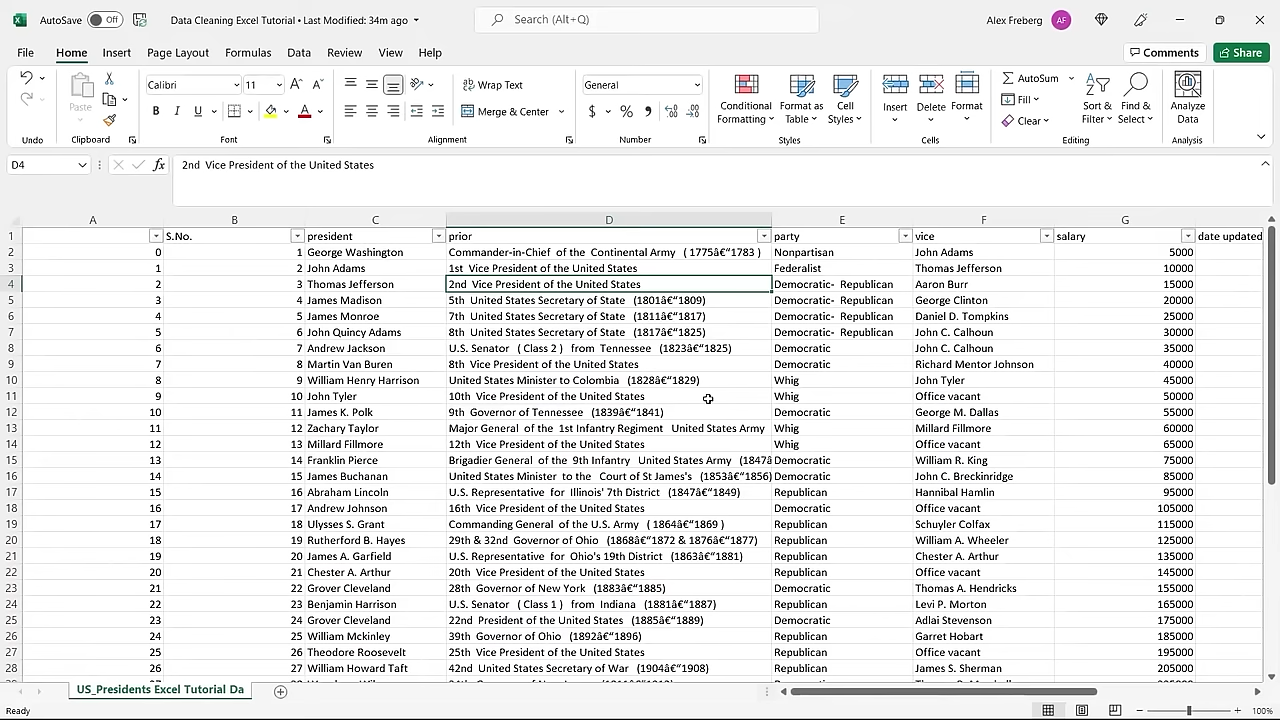 AutoSave Off Data Cleaning Excel Tutorial • Last Modified: 34m ago Search (Alt+Q) Alex Freberg AF
File Home Insert Page Layout Formulas Data Review View Help Comments Share
Calibri 11 Wrap Text General AutoSum
Paste B I U Merge & Center $ % Conditional Formatting Format as Table Cell Styles Insert Delete Format Fill Clear Sort & Filter Find & Select Analyze Data
Undo Clipboard Font Alignment Number Styles Cells Editing Analysis
D4 fx 2nd Vice President of the United States
A B C D E F G
1 S.No. president prior party vice salary date updated
2 0 1 George Washington Commander-in-Chief of the Continental Army ( 1775â€“1783 ) Nonpartisan John Adams 5000
3 1 2 John Adams 1st Vice President of the United States Federalist Thomas Jefferson 10000
4 2 3 Thomas Jefferson 2nd Vice President of the United States Democratic- Republican Aaron Burr 15000
5 3 4 James Madison 5th United States Secretary of State (1801â€“1809) Democratic- Republican George Clinton 20000
6 4 5 James Monroe 7th United States Secretary of State (1811â€“1817) Democratic- Republican Daniel D. Tompkins 25000
7 5 6 John Quincy Adams 8th United States Secretary of State (1817â€“1825) Democratic- Republican John C. Calhoun 30000
8 6 7 Andrew Jackson U.S. Senator ( Class 2 ) from Tennessee (1823â€“1825) Democratic John C. Calhoun 35000
9 7 8 Martin Van Buren 8th Vice President of the United States Democratic Richard Mentor Johnson 40000
10 8 9 William Henry Harrison United States Minister to Colombia (1828â€“1829) Whig John Tyler 45000
11 9 10 John Tyler 10th Vice President of the United States Whig Office vacant 50000
12 10 11 James K. Polk 9th Governor of Tennessee (1839â€“1841) Democratic George M. Dallas 55000
13 11 12 Zachary Taylor Major General of the 1st Infantry Regiment United States Army Whig Millard Fillmore 60000
14 12 13 Millard Fillmore 12th Vice President of the United States Whig Office vacant 65000
15 13 14 Franklin Pierce Brigadier General of the 9th Infantry United States Army (1847â Democratic William R. King 75000
16 14 15 James Buchanan United States Minister to the Court of St James's (1853â€“1856) Democratic John C. Breckinridge 85000
17 15 16 Abraham Lincoln U.S. Representative for Illinois' 7th District (1847â€“1849) Republican Hannibal Hamlin 95000
18 16 17 Andrew Johnson 16th Vice President of the United States Republican Office vacant 105000
19 17 18 Ulysses S. Grant Commanding General of the U.S. Army ( 1864â€“1869 ) Republican Schuyler Colfax 115000
20 18 19 Rutherford B. Hayes 29th & 32nd Governor of Ohio (1868â€“1872 & 1876â€“1877) Republican William A. Wheeler 125000
21 19 20 James A. Garfield U.S. Representative for Ohio's 19th District (1863â€“1881) Republican Chester A. Arthur 135000
22 20 21 Chester A. Arthur 20th Vice President of the United States Republican Office vacant 145000
23 21 22 Grover Cleveland 28th Governor of New York (1883â€“1885) Democratic Thomas A. Hendricks 155000
24 22 23 Benjamin Harrison U.S. Senator ( Class 1 ) from Indiana (1881â€“1887) Republican Levi P. Morton 165000
25 23 24 Grover Cleveland 22nd President of the United States (1885â€“1889) Democratic Adlai Stevenson 175000
26 24 25 William Mckinley 39th Governor of Ohio (1892â€“1896) Republican Garret Hobart 185000
27 25 26 Theodore Roosevelt 25th Vice President of the United States Republican Office vacant 195000
28 26 27 William Howard Taft 42nd United States Secretary of War (1904â€“1908) Republican James S. Sherman 205000
US_Presidents Excel Tutorial Da
Ready 100%